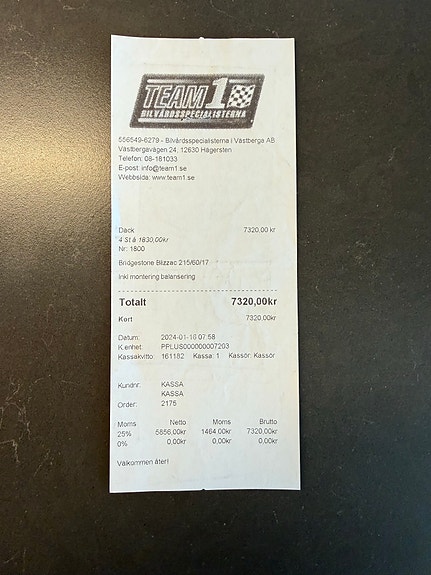 TEAM1
BILVÅRDSSPECIALISTERNA
556549-6279 - Bilvårdsspecialisterna i Västberga AB
Västbergavägen 24, 12630 Hägersten
Telefon: 08-181033
E-post: info@team1.se
Webbsida: www.team1.se
Däck 7320,00 kr
4 St á 1830,00kr
Nr: 1800
Bridgestone Blizzac 215/60/17
Inkl montering balansering
Totalt 7320,00kr
Kort 7320,00kr
Datum: 2024-01-18 07:58
K.enhet: PPLUS000000007203
Kassakvitto: 161182 Kassa: 1 Kassör: Kassör
Kundnr: KASSA
KASSA
Order: 2175
Moms Netto Moms Brutto
25% 5856,00kr 1464,00kr 7320,00kr
0% 0,00kr 0,00kr 0,00kr
Välkommen åter!